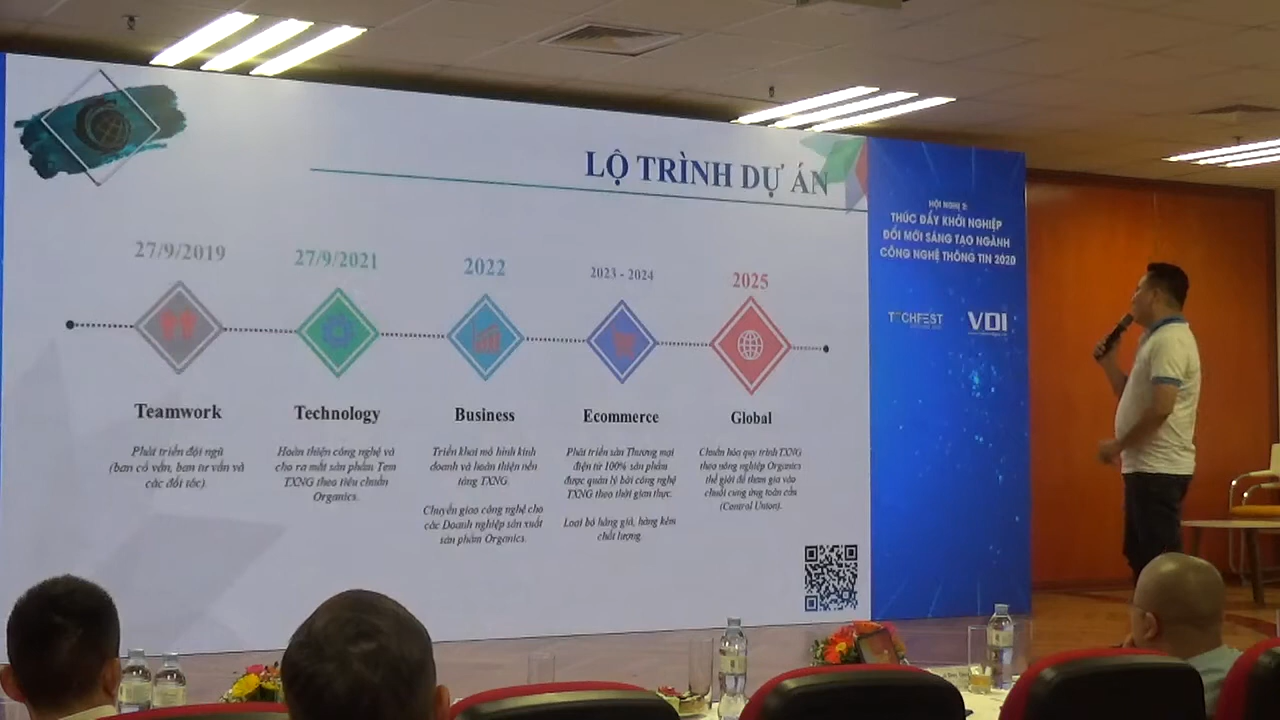 LỘ TRÌNH DỰ ÁN
27/9/2019
27/9/2021
2022
2023 - 2024
2025
Teamwork
Technology
Business
Ecommerce
Global
Phát triển đội ngũ
(ban cố vấn, ban tư vấn và
các đối tác).
Hoàn thiện công nghệ và
cho ra mắt sản phẩm Tem
TXNG theo tiêu chuẩn
Organics.
Triển khai mô hình kinh
doanh và hoàn thiện nền
tảng TXNG.
Chuyển giao công nghệ cho
các Doanh nghiệp sản xuất
sản phẩm Organics.
Phát triển sàn Thương mại
điện tử 100% sản phẩm
được quản lý bởi công nghệ
TXNG theo thời gian thực.
Loại bỏ hàng giả, hàng kém
chất lượng.
Chuẩn hóa quy trình TXNG
theo nông nghiệp Organics
thế giới để tham gia vào
chuỗi cung ứng toàn cầu
(Control Union).
HỘI NGHỊ 2:
THÚC ĐẨY KHỞI NGHIỆP
ĐỔI MỚI SÁNG TẠO NGÀNH
CÔNG NGHỆ THÔNG TIN 2020
TECHFEST
VDI